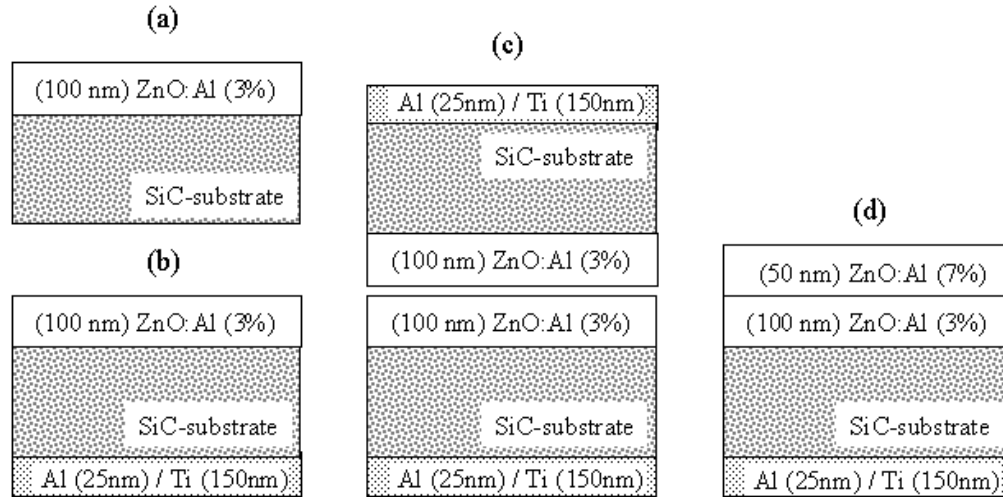 (a)
(100 nm) ZnO:Al (3%)
SiC-substrate
(b)
(100 nm) ZnO:Al (3%)
SiC-substrate
Al (25nm) / Ti (150nm)
(c)
Al (25nm) / Ti (150nm)
SiC-substrate
(100 nm) ZnO:Al (3%)
(100 nm) ZnO:Al (3%)
SiC-substrate
Al (25nm) / Ti (150nm)
(d)
(50 nm) ZnO:Al (7%)
(100 nm) ZnO:Al (3%)
SiC-substrate
Al (25nm) / Ti (150nm)